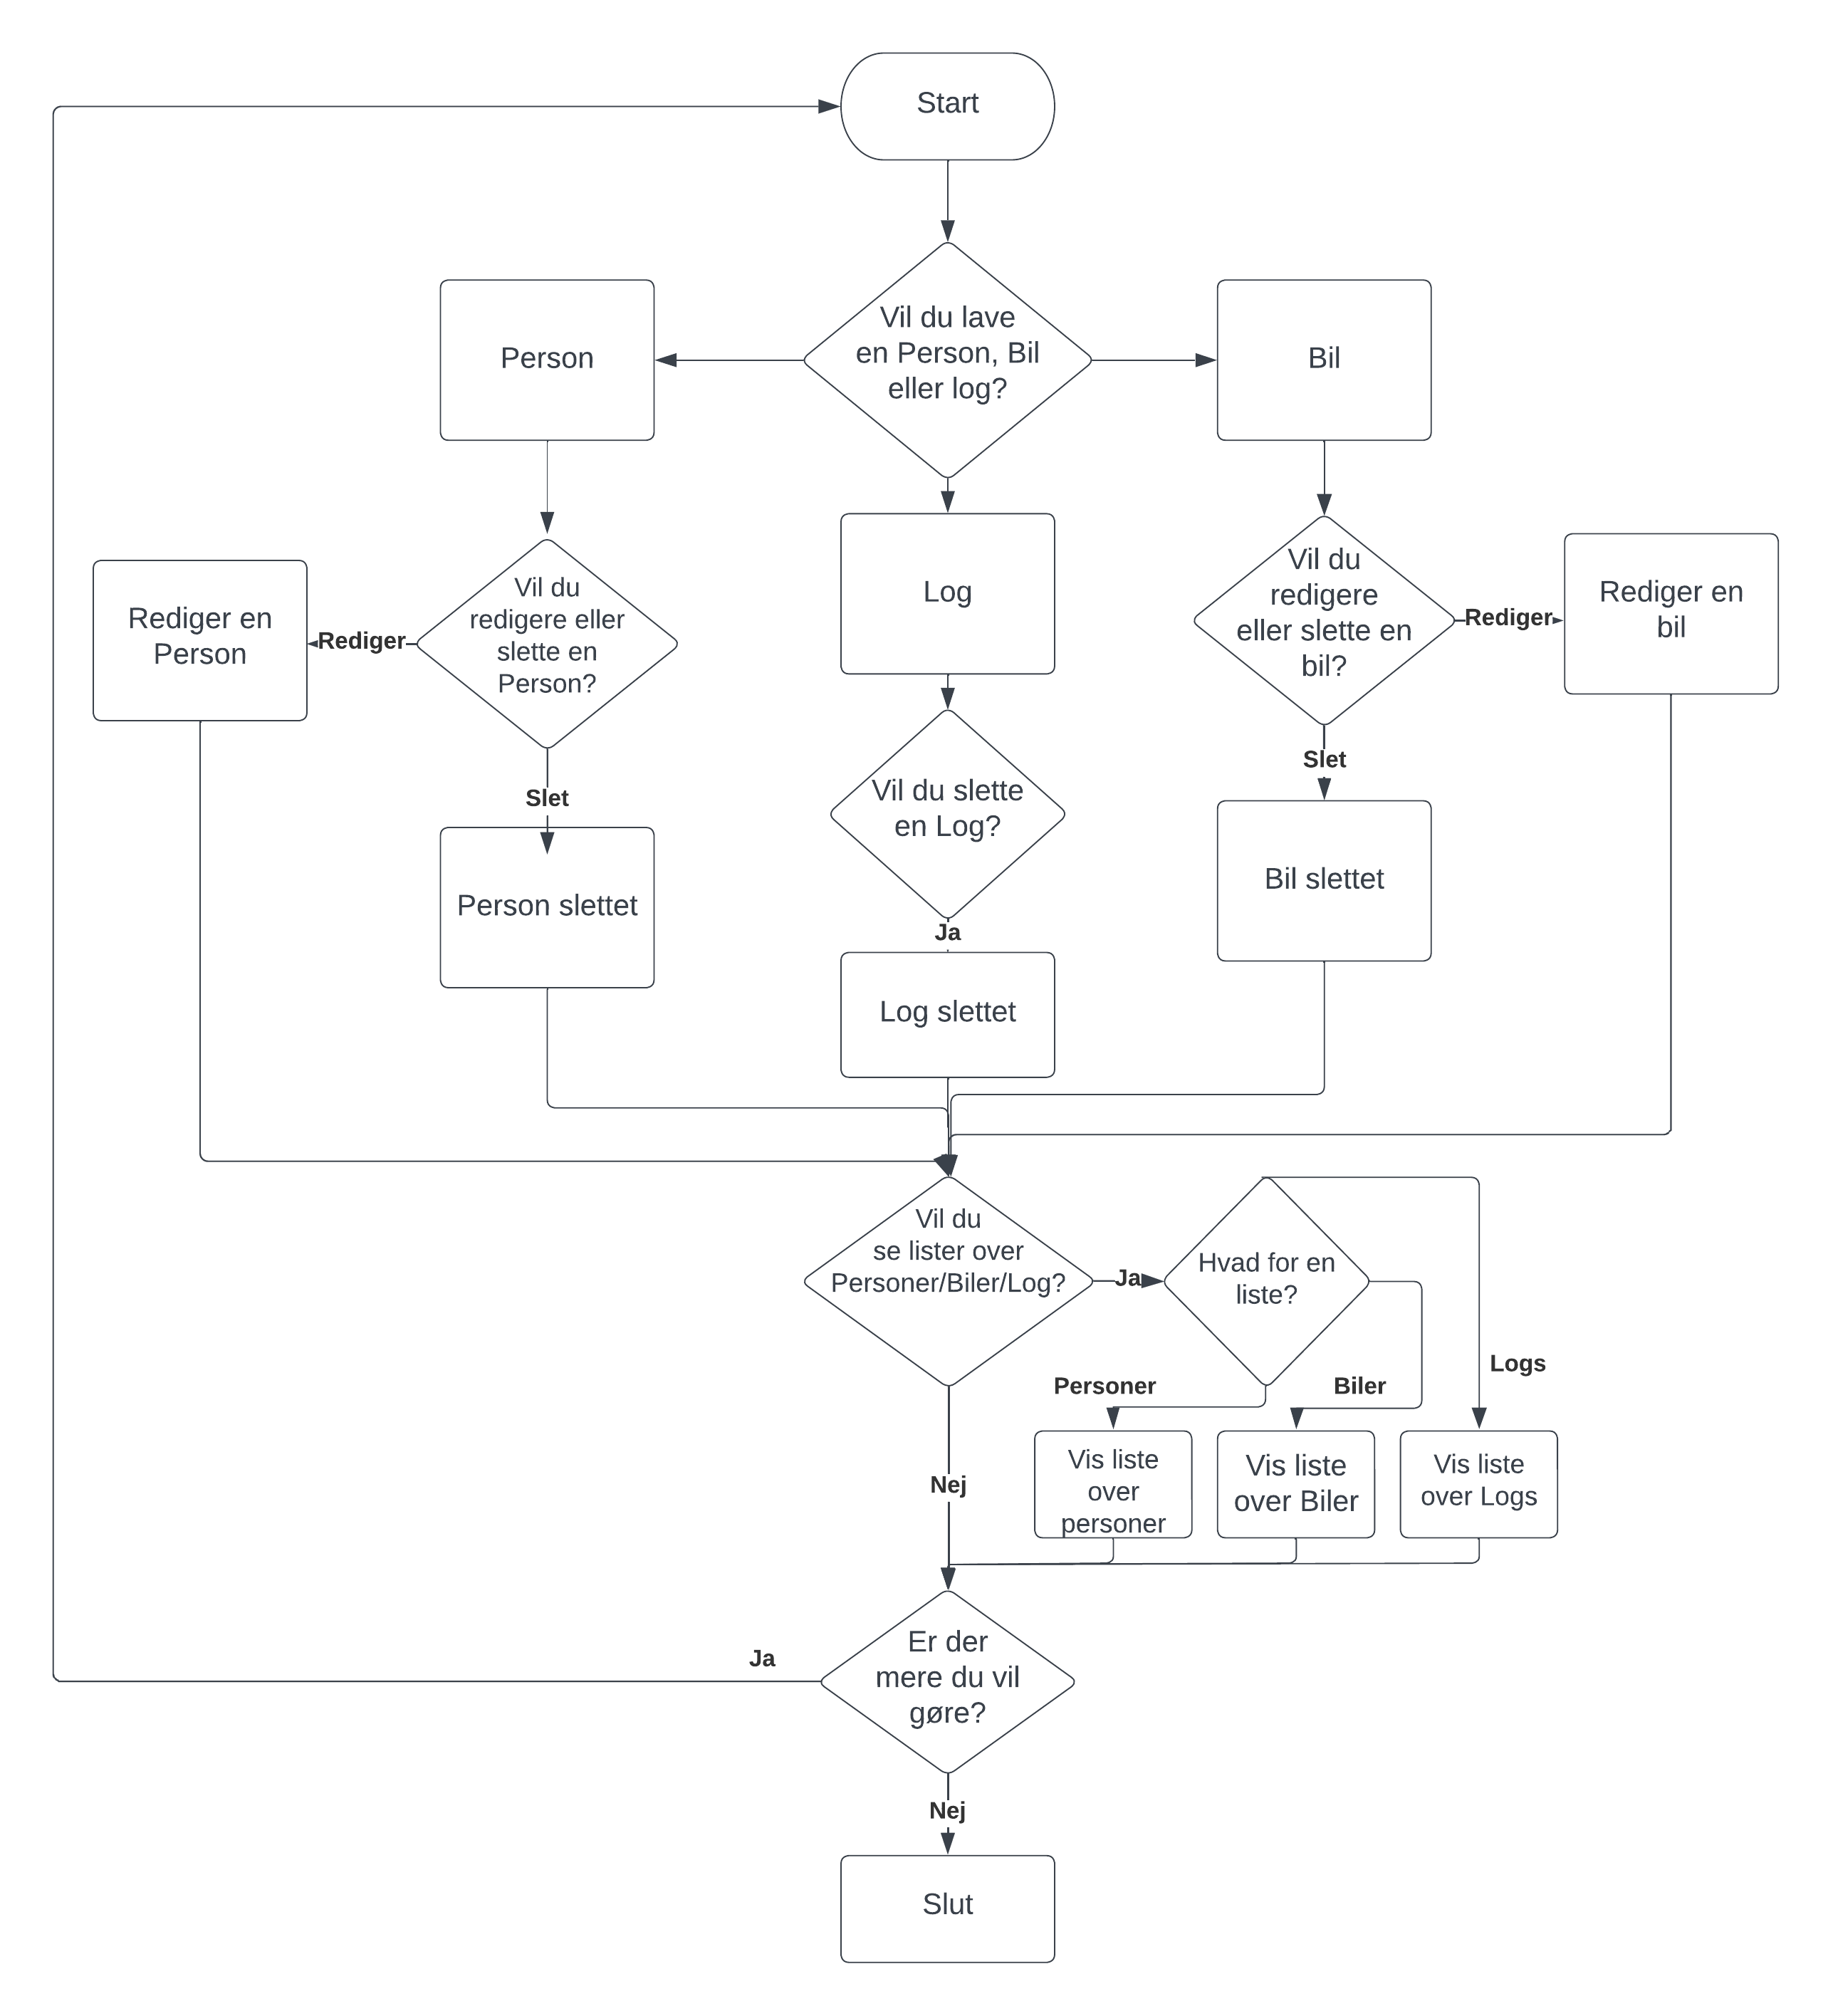 Start
Vil du lave
en Person, Bil
eller log?
Person
Bil
Log
Vil du
redigere eller
slette en
Person?
Rediger
Rediger en
Person
Slet
Person slettet
Vil du slette
en Log?
Ja
Log slettet
Vil du
redigere
eller slette en
bil?
Rediger
Rediger en
bil
Slet
Bil slettet
Vil du
se lister over
Personer/Biler/Log?
Ja
Hvad for en
liste?
Personer
Biler
Logs
Vis liste
over
personer
Vis liste
over Biler
Vis liste
over Logs
Nej
Er der
mere du vil
gøre?
Ja
Nej
Slut